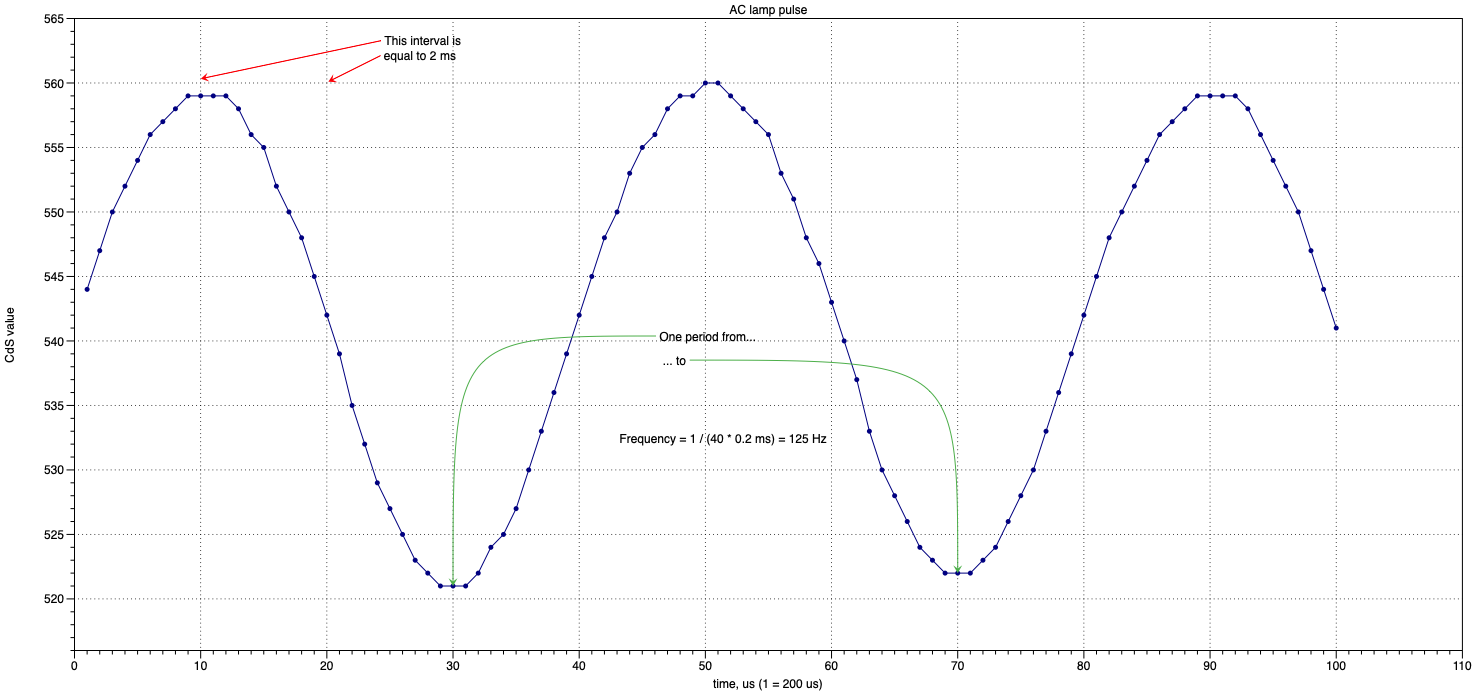 AC lamp pulse
565
This interval is
equal to 2 ms
560
555
550
545
CdS value
540
One period from...
... to
535
Frequency = 1 / (40 * 0.2 ms) = 125 Hz
530
525
520
0 10 20 30 40 50 60 70 80 90 100 110
time, us (1 = 200 us)